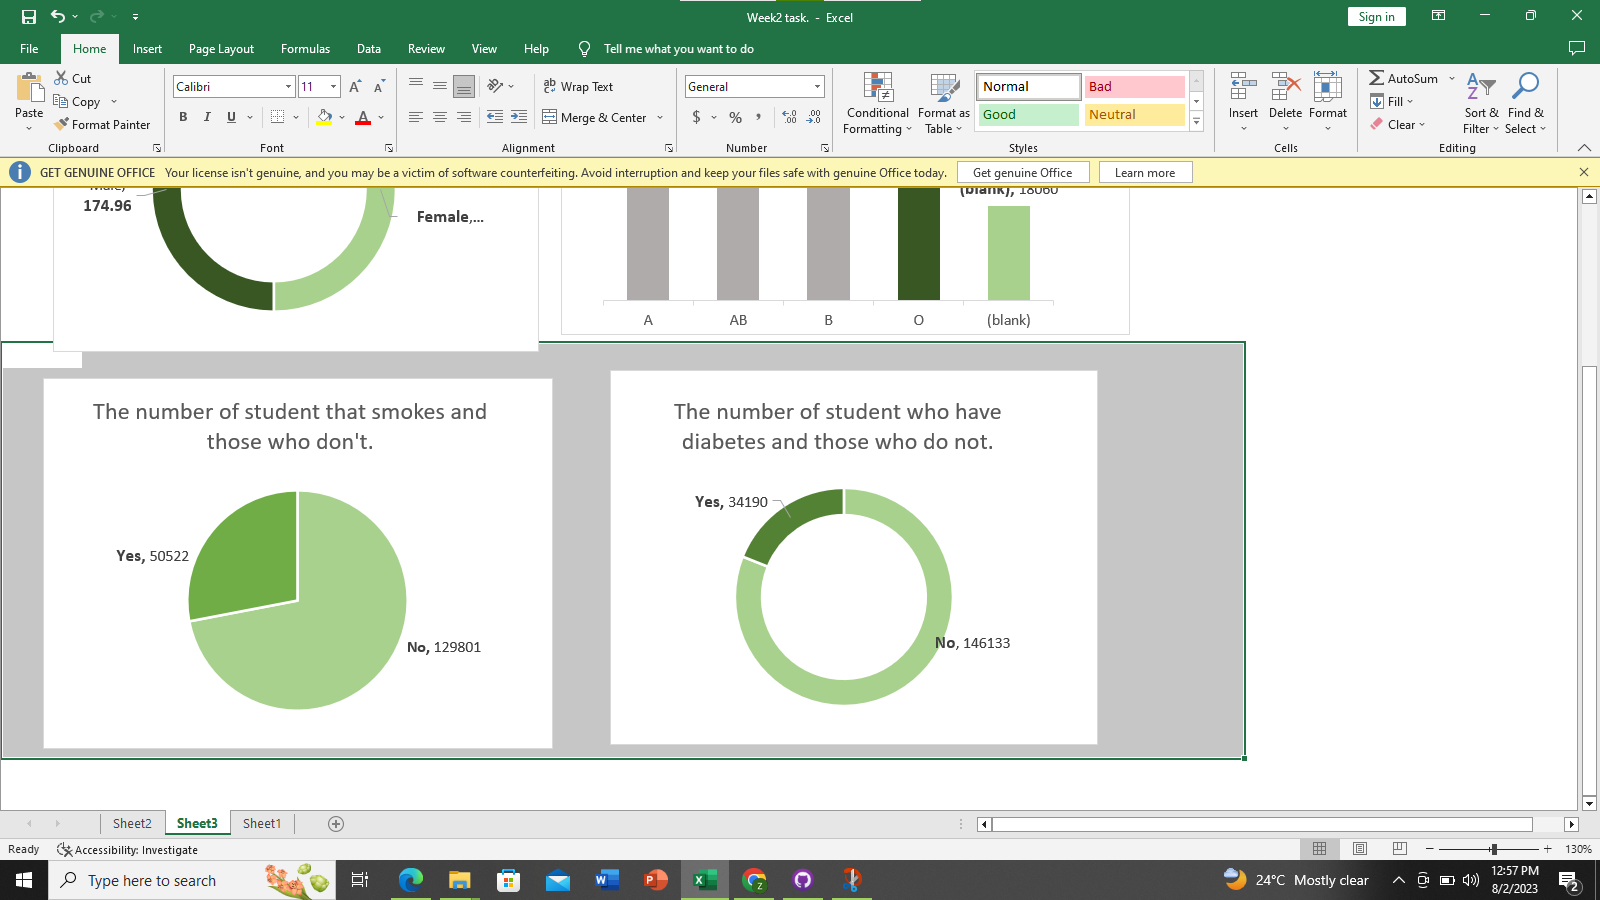 Week2 task. - Excel
Sign in
File Home Insert Page Layout Formulas Data Review View Help Tell me what you want to do
Paste
Cut
Copy
Format Painter
Clipboard
Calibri 11
B I U A
Font
Wrap Text
Merge & Center
Alignment
General
$ % ,
Number
Conditional Formatting
Format as Table
Normal Bad
Good Neutral
Styles
Insert Delete Format
Cells
AutoSum
Fill
Clear
Sort & Filter
Find & Select
Editing
GET GENUINE OFFICE Your license isn't genuine, and you may be a victim of software counterfeiting. Avoid interruption and keep your files safe with genuine Office today. Get genuine Office Learn more
Male,
174.96
Female,...
(blank), 18060
A AB B O (blank)
The number of student that smokes and
those who don't.
Yes, 50522
No, 129801
The number of student who have
diabetes and those who do not.
Yes, 34190
No, 146133
Sheet2 Sheet3 Sheet1
Ready Accessibility: Investigate 130%
Type here to search
24°C Mostly clear
12:57 PM
8/2/2023
2